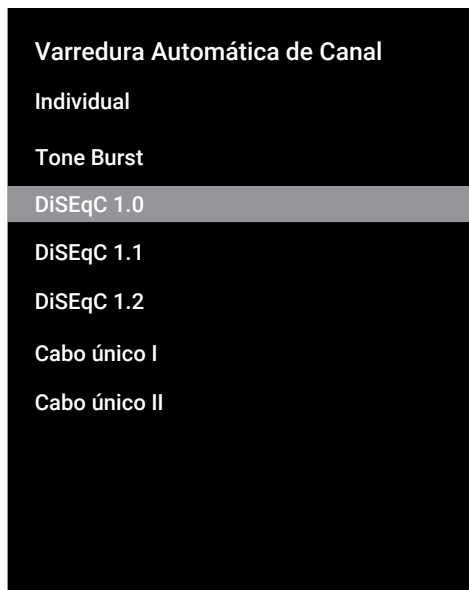 Varredura Automática de Canal
Individual
Tone Burst
DiSEqC 1.0
DiSEqC 1.1
DiSEqC 1.2
Cabo único I
Cabo único II